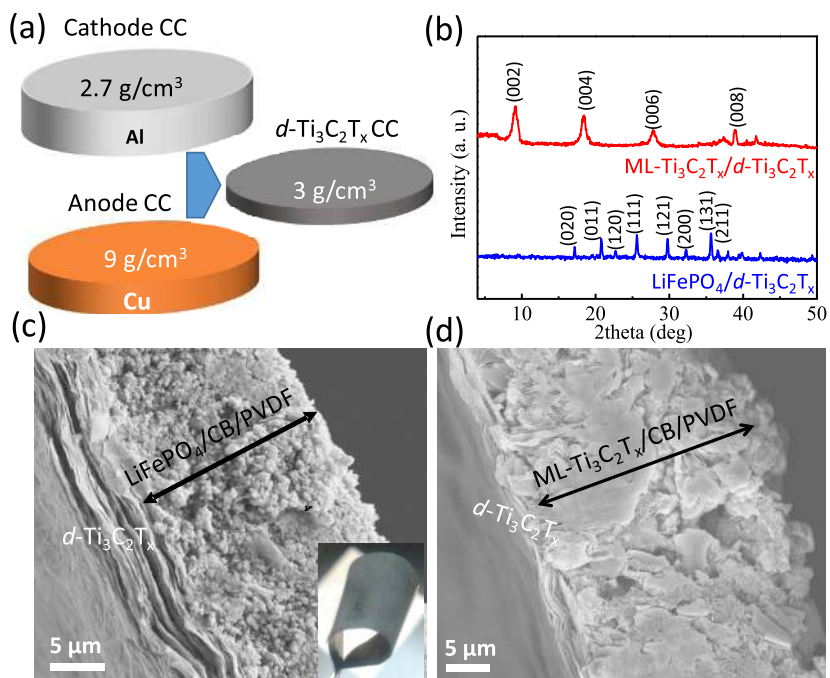 (a)
Cathode CC
2.7 g/cm³
Al
d-Ti₃C₂Tₓ CC
3 g/cm³
Anode CC
9 g/cm³
Cu
(b)
Intensity (a. u.)
(002)
(004)
(006)
(008)
ML-Ti₃C₂Tₓ/d-Ti₃C₂Tₓ
(020)
(011)
(120)
(111)
(121)
(200)
(131)
(211)
LiFePO₄/d-Ti₃C₂Tₓ
10 20 30 40 50
2theta (deg)
(c)
LiFePO₄/CB/PVDF
d-Ti₃C₂Tₓ
5 µm
(d)
ML-Ti₃C₂Tₓ/CB/PVDF
d-Ti₃C₂Tₓ
5 µm